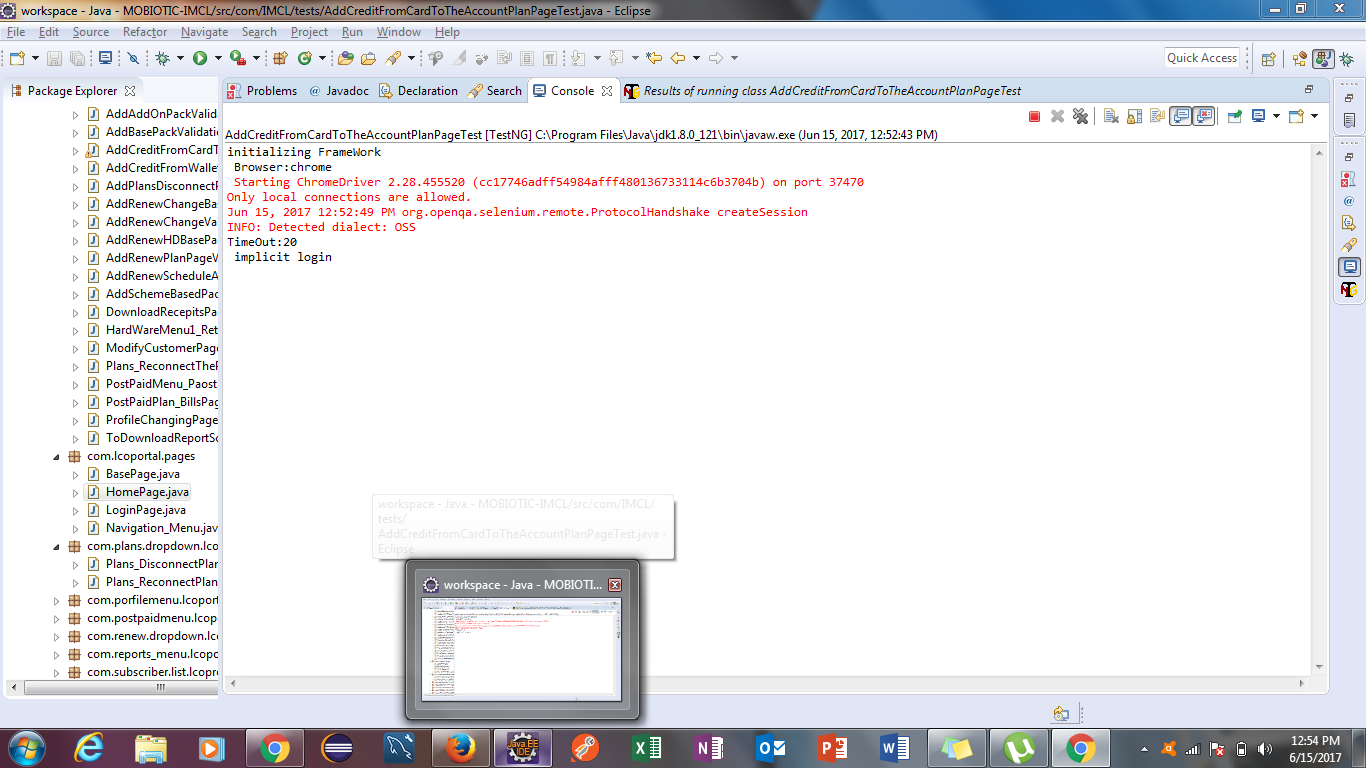 workspace - Java - MOBIOTIC-IMCL/src/com/IMCL/tests/AddCreditFromCardToTheAccountPlanPageTest.java - Eclipse
File Edit Source Refactor Navigate Search Project Run Window Help
Quick Access
Package Explorer
Problems @ Javadoc Declaration Search Console Results of running class AddCreditFromCardToTheAccountPlanPageTest
AddCreditFromCardToTheAccountPlanPageTest [TestNG] C:\Program Files\Java\jdk1.8.0_121\bin\javaw.exe (Jun 15, 2017, 12:52:43 PM)
initializing FrameWork
Browser:chrome
Starting ChromeDriver 2.28.455520 (cc17746adff54984afff480136733114c6b3704b) on port 37470
Only local connections are allowed.
Jun 15, 2017 12:52:49 PM org.openqa.selenium.remote.ProtocolHandshake createSession
INFO: Detected dialect: OSS
TimeOut:20
implicit login
AddAddOnPackValid
AddBasePackValidati
AddCreditFromCardT
AddCreditFromWalle
AddPlansDisconnectF
AddRenewChangeBa
AddRenewChangeVa
AddRenewHDBasePa
AddRenewPlanPageV
AddRenewScheduleA
AddSchemeBasedPac
DownloadRecepitsPa
HardWareMenu1_Ret
ModifyCustomerPag
Plans_ReconnectTheF
PostPaidMenu_Paost
PostPaidPlan_BillsPag
ProfileChangingPage
ToDownloadReportSc
com.lcoportal.pages
BasePage.java
HomePage.java
LoginPage.java
Navigation_Menu.jav
com.plans.dropdown.lco
Plans_DisconnectPlan
Plans_ReconnectPlan
com.porfilemenu.lcoport
com.postpaidmenu.lcop
com.renew.dropdown.lcc
com.reports_menu.lcopo
com.subscriber.list.lcopro
workspace - Java - MOBIOTIC-IMCL/src/com/IMCL/
tests/
AddCreditFromCardToTheAccountPlanPageTest.java -
Eclipse
workspace - Java - MOBIOTI...
Java EE
IDE
12:54 PM
6/15/2017